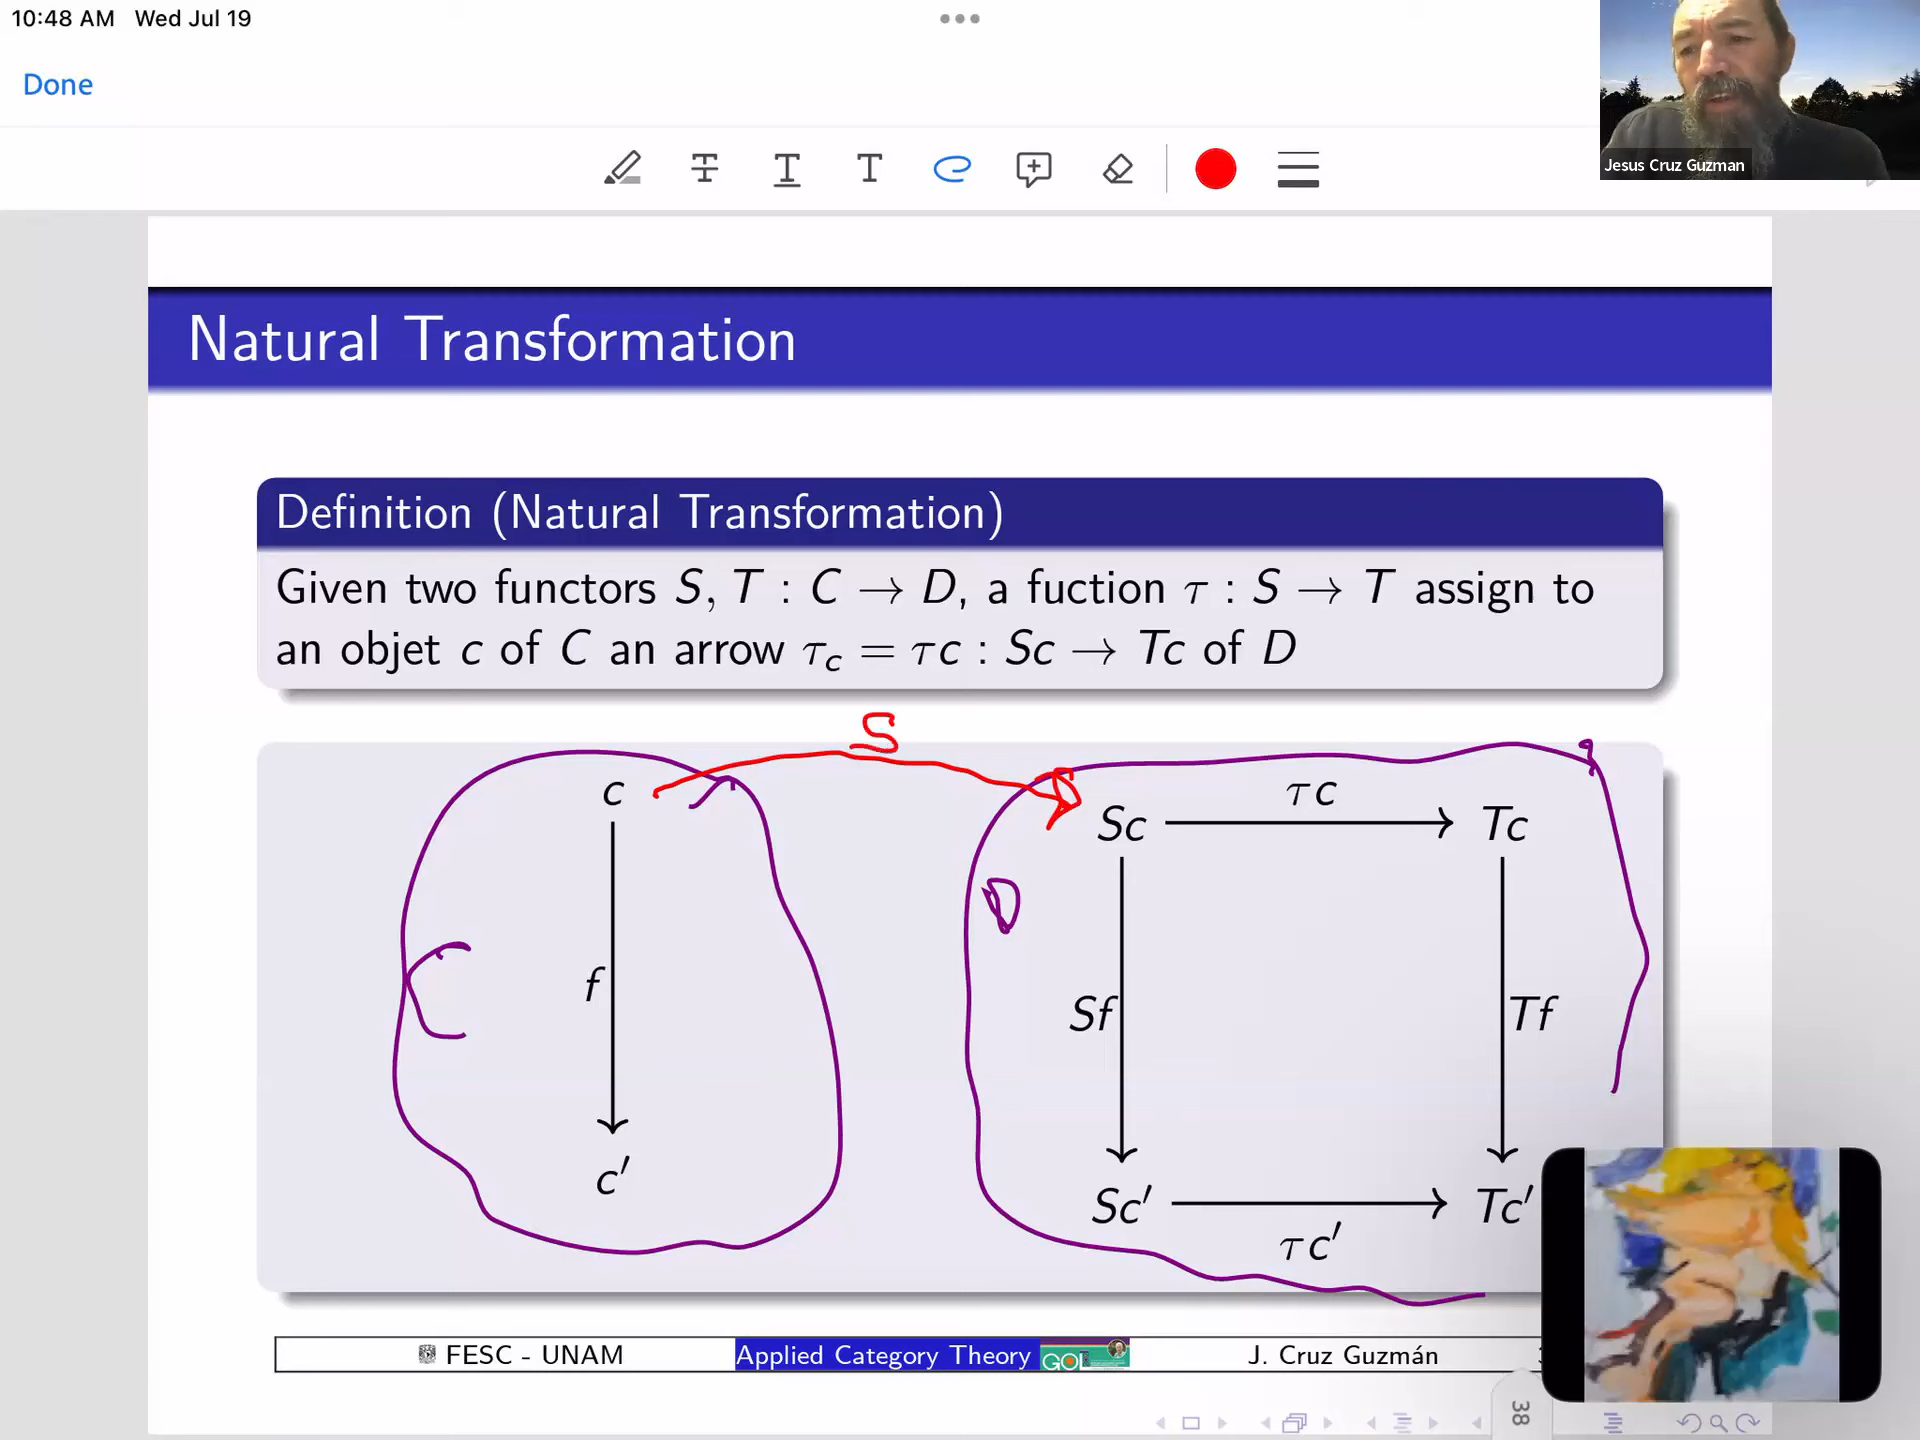 10:48 AM Wed Jul 19
Done
Jesus Cruz Guzman
Natural Transformation
Definition (Natural Transformation)
Given two functors S, T : C → D, a fuction τ : S → T assign to
an objet c of C an arrow τ_c = τc : Sc → Tc of D
S
c
f
c′
C
D
Sc
τc
Tc
Sf
Tf
Sc′
τc′
Tc′
FESC - UNAM
Applied Category Theory
J. Cruz Guzmán
38